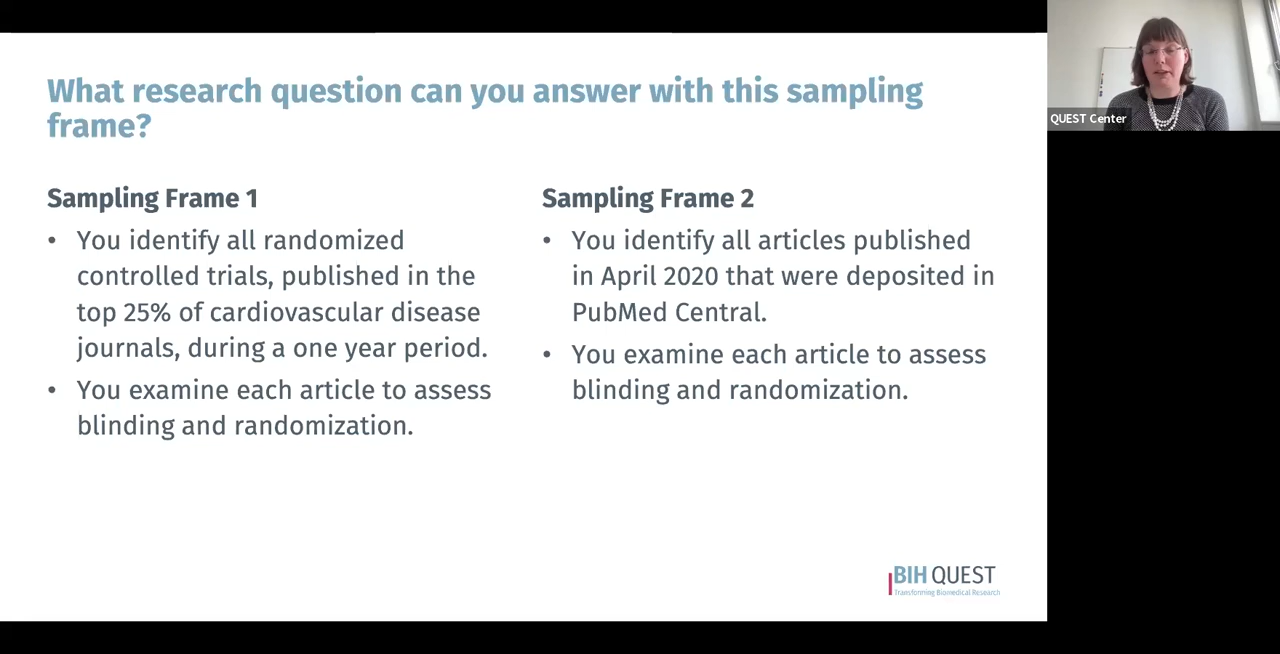 What research question can you answer with this sampling
frame?
Sampling Frame 1
• You identify all randomized
controlled trials, published in the
top 25% of cardiovascular disease
journals, during a one year period.
• You examine each article to assess
blinding and randomization.
Sampling Frame 2
• You identify all articles published
in April 2020 that were deposited in
PubMed Central.
• You examine each article to assess
blinding and randomization.
BIH QUEST
Transforming Biomedical Research
QUEST Center